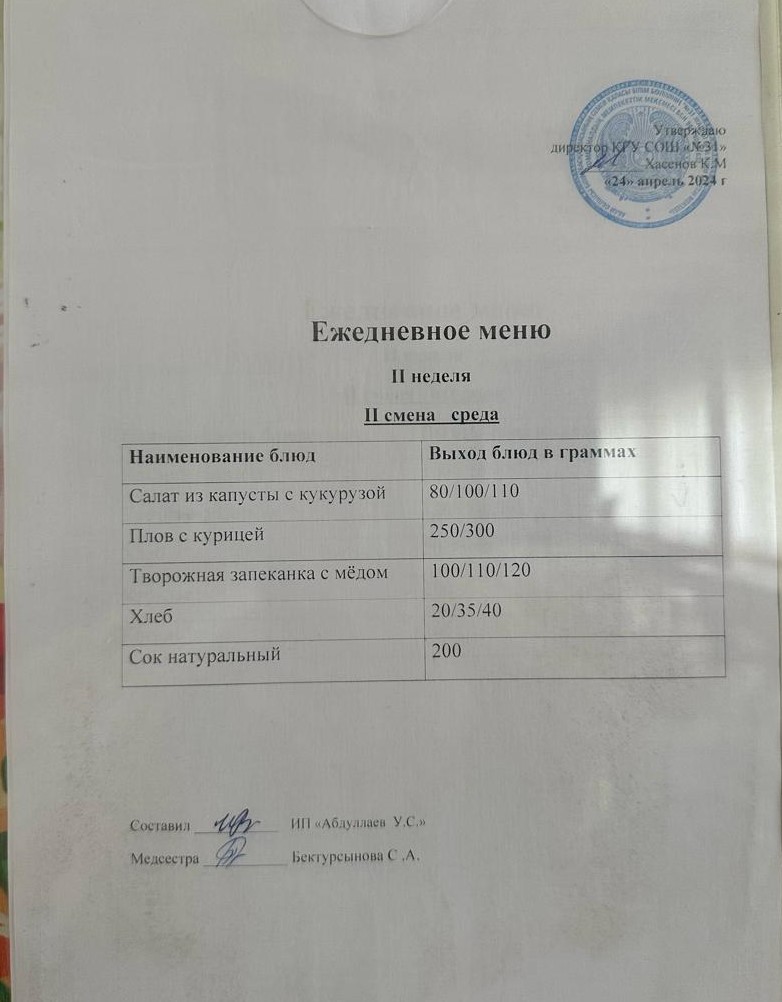 Утверждаю
директор КГУ СОШ «№31»
Хасенов К.М
«24» апрель 2024 г
Ежедневное меню
II неделя
II смена среда
Наименование блюд Выход блюд в граммах
Салат из капусты с кукурузой 80/100/110
Плов с курицей 250/300
Творожная запеканка с мёдом 100/110/120
Хлеб 20/35/40
Сок натуральный 200
Составил ИП «Абдуллаев У.С.»
Медсестра Бектурсынова С .А.